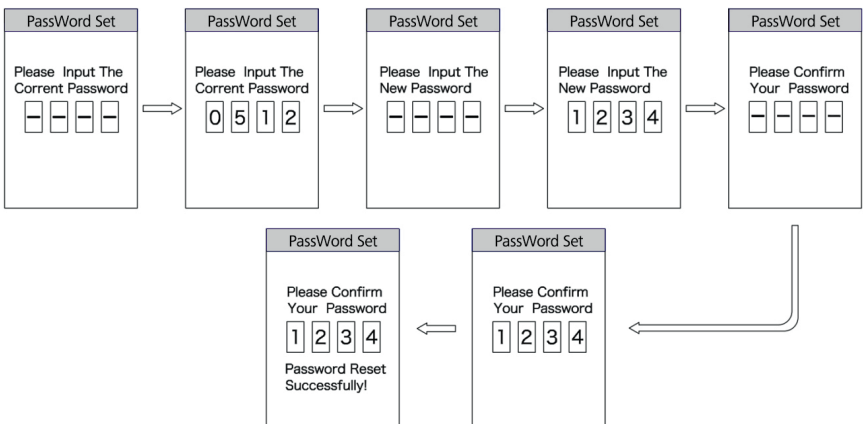 PassWord Set
Please Input The
Corrent Password
- - - -
PassWord Set
Please Input The
Corrent Password
0 5 1 2
PassWord Set
Please Input The
New Password
- - - -
PassWord Set
Please Input The
New Password
1 2 3 4
PassWord Set
Please Confirm
Your Password
- - - -
PassWord Set
Please Confirm
Your Password
1 2 3 4
PassWord Set
Please Confirm
Your Password
1 2 3 4
Password Reset
Successfully!